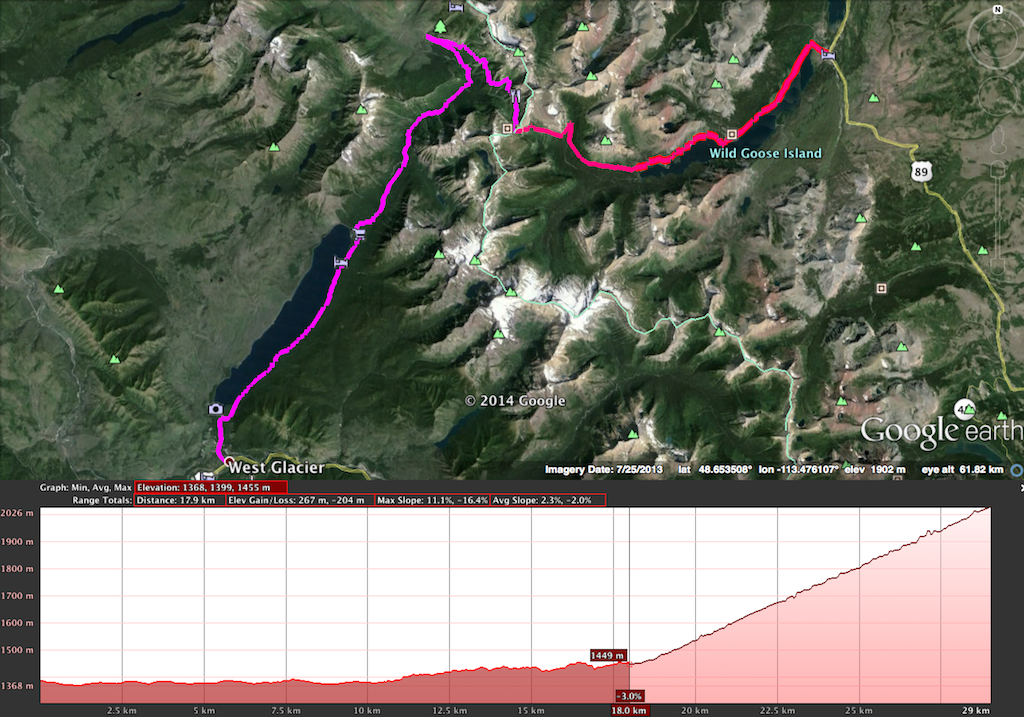 N
89
Wild Goose Island
© 2014 Google
4
Google earth
West Glacier
Imagery Date: 7/25/2013 lat 48.653508° lon -113.476107° elev 1902 m eye alt 61.82 km
Graph: Min, Avg, Max Elevation: 1368, 1399, 1455 m
Range Totals: Distance: 17.9 km Elev Gain/Loss: 267 m, -204 m Max Slope: 11.1%, -16.4% Avg Slope: 2.3%, -2.0%
2026 m
1900 m
1800 m
1700 m
1600 m
1500 m
1449 m
1368 m
-3.0%
2.5 km 5 km 7.5 km 10 km 12.5 km 15 km 18.0 km 20 km 22.5 km 25 km 29 km